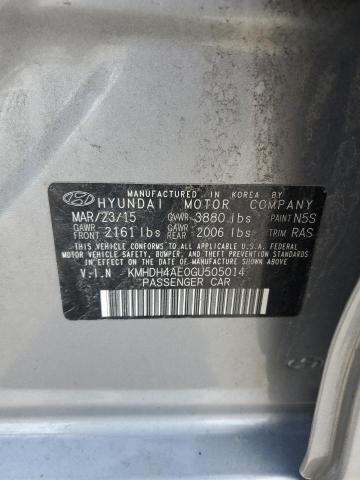 MANUFACTURED IN KOREA BY
HYUNDAI MOTOR COMPANY
MAR/23/15 GVWR 3880 lbs PAINT N5S
GAWR FRONT 2161 lbs GAWR REAR 2006 lbs TRIM RAS
THIS VEHICLE CONFORMS TO ALL APPLICABLE U.S.A. FEDERAL
MOTOR VEHICLE SAFETY, BUMPER, AND THEFT PREVENTION
STANDARDS IN EFFECT ON THE DATE OF MANUFACTURE SHOWN ABOVE.
V.I.N KMHDH4AE0GU505014
PASSENGER CAR